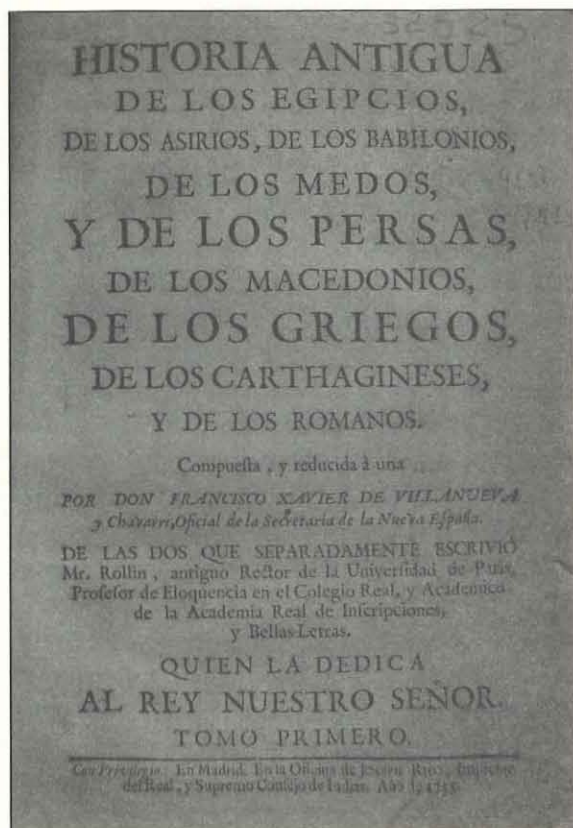 HISTORIA ANTIGUA
DE LOS EGIPCIOS,
DE LOS ASIRIOS, DE LOS BABILONIOS,
DE LOS MEDOS,
Y DE LOS PERSAS,
DE LOS MACEDONIOS,
DE LOS GRIEGOS,
DE LOS CARTHAGINESES,
Y DE LOS ROMANOS.
Compuesta, y reducida à una
POR DON FRANCISCO XAVIER DE VILLANUEVA
y Chavarri, Oficial de la Secretaria de la Nueva España.
DE LAS DOS QUE SEPARADAMENTE ESCRIVIÓ
Mr. Rollin, antiguo Rector de la Universidad de Paris,
Profesor de Eloquencia en el Colegio Real, y Academico
de la Academia Real de Inscripciones,
y Bellas Letras.
QUIEN LA DEDICA
AL REY NUESTRO SEÑOR.
TOMO PRIMERO.
Con Privilegio. En Madrid. En la Oficina de
del Real, y Supremo Consejo de Indias. Año